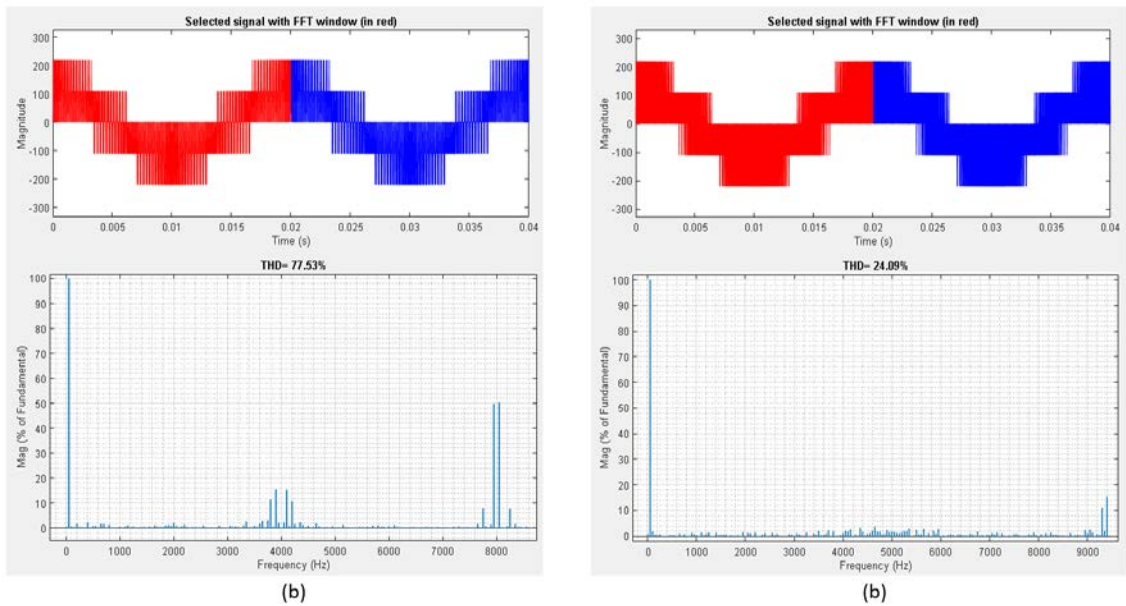 Selected signal with FFT window (in red)
300
200
100
0
-100
-200
-300
Magnitude
0 0.005 0.01 0.015 0.02 0.025 0.03 0.035 0.04
Time (s)
THD= 77.53%
100
90
80
70
60
50
40
30
20
10
0
Mag (% of Fundamental)
0 1000 2000 3000 4000 5000 6000 7000 8000
Frequency (Hz)
(b)
Selected signal with FFT window (in red)
300
200
100
0
-100
-200
-300
Magnitude
0 0.005 0.01 0.015 0.02 0.025 0.03 0.035 0.04
Time (s)
THD= 24.09%
100
90
80
70
60
50
40
30
20
10
0
Mag (% of Fundamental)
0 1000 2000 3000 4000 5000 6000 7000 8000 9000
Frequency (Hz)
(b)